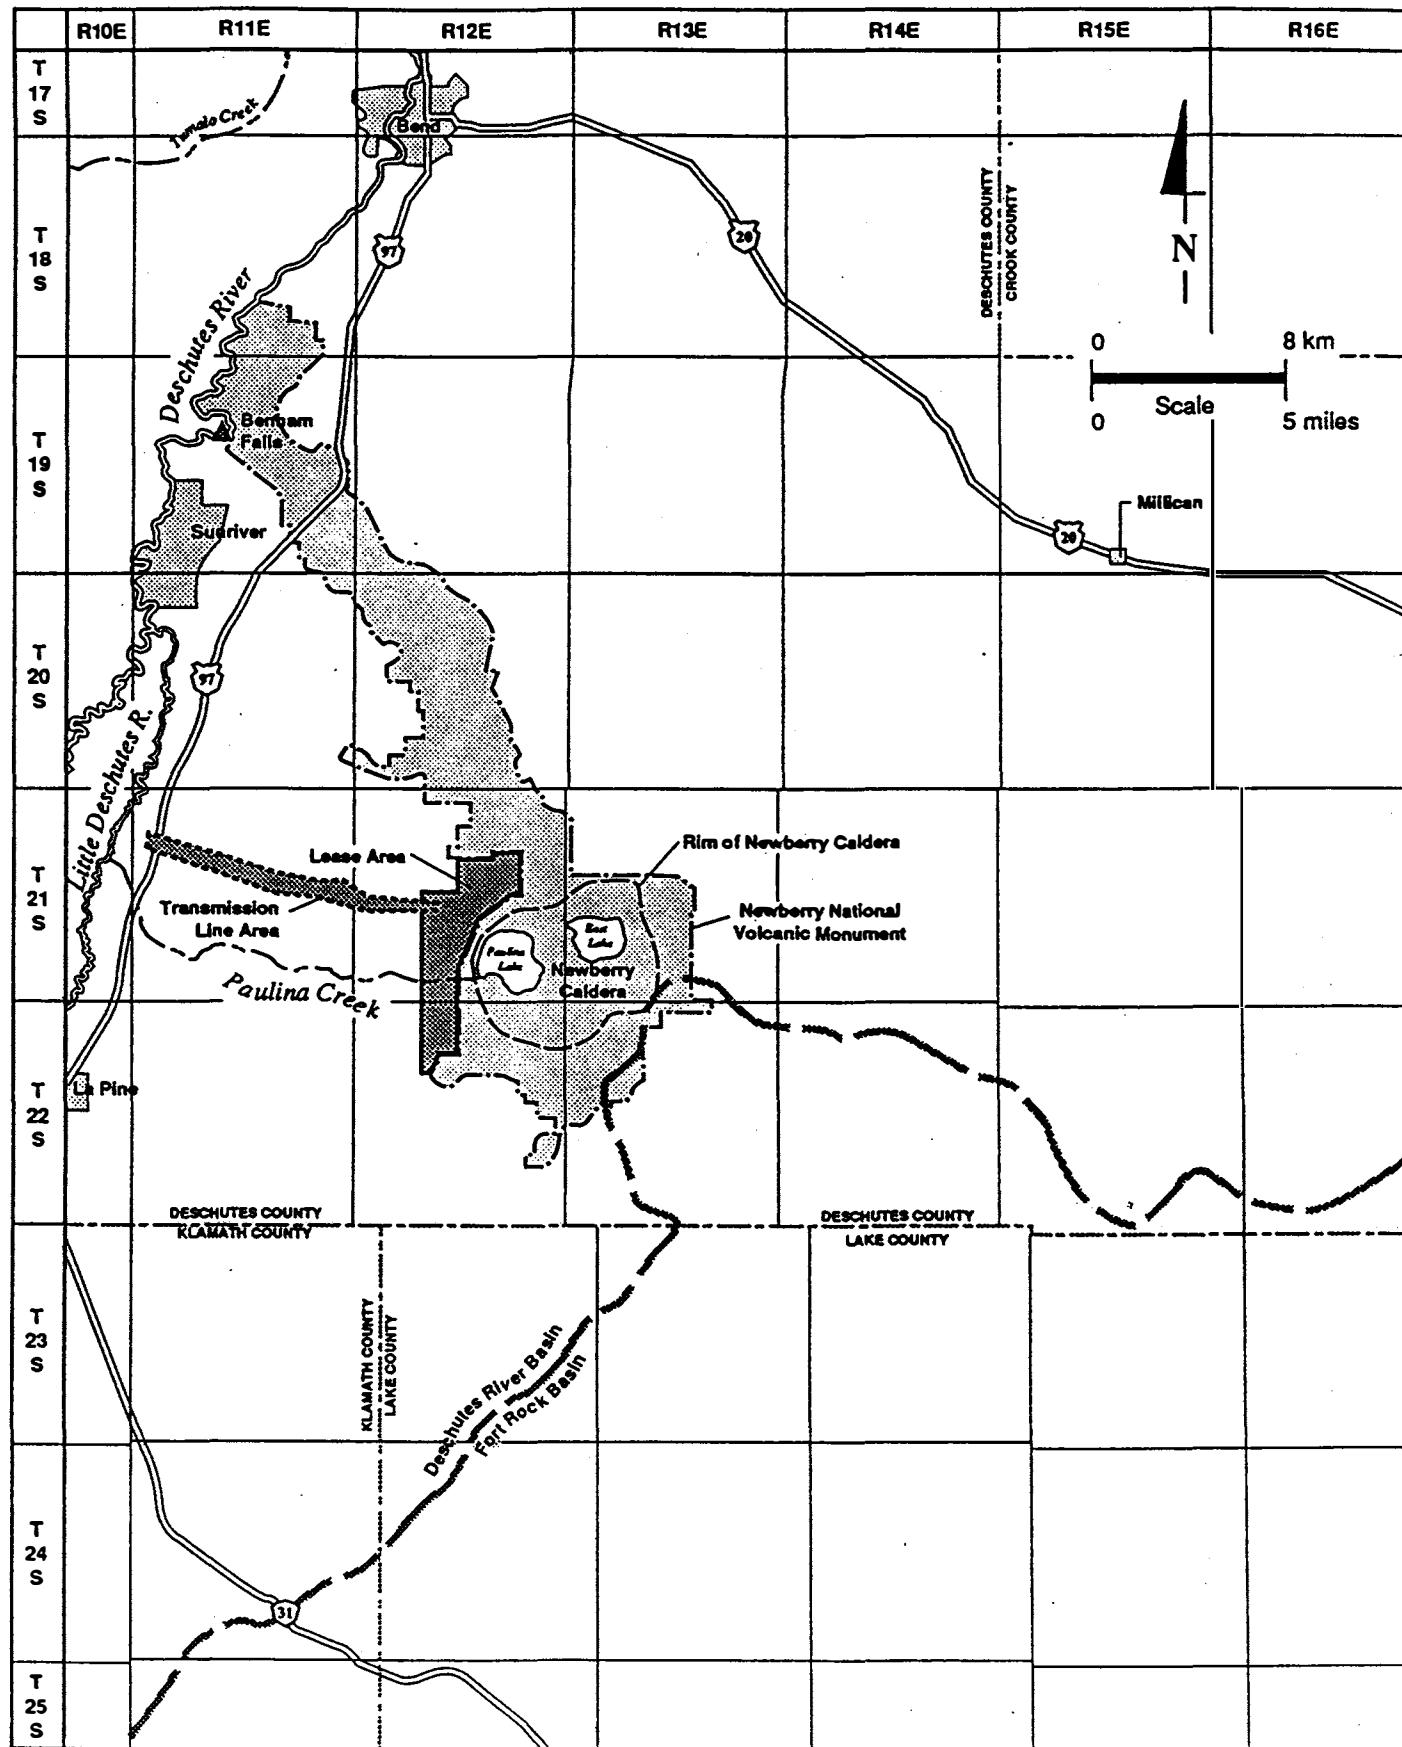 R10E R11E R12E R13E R14E R15E R16E
T
17
S
Tumalo Creek
Bend
DESCHUTES COUNTY
CROOK COUNTY
N
T
18
S
97
20
Deschutes River
0 8 km
Scale
0 5 miles
Benham
Falls
T
19
S
Millican
Sunriver
20
T
20
S
97
Little Deschutes R.
Rim of Newberry Caldera
Lease Area
T
21
S
Transmission
Line Area
East
Lake
Newberry National
Volcanic Monument
Paulina
Lake
Newberry
Caldera
Paulina Creek
La Pine
T
22
S
DESCHUTES COUNTY
KLAMATH COUNTY
DESCHUTES COUNTY
LAKE COUNTY
T
23
S
KLAMATH COUNTY
LAKE COUNTY
Deschutes River Basin
Fort Rock Basin
T
24
S
31
T
25
S